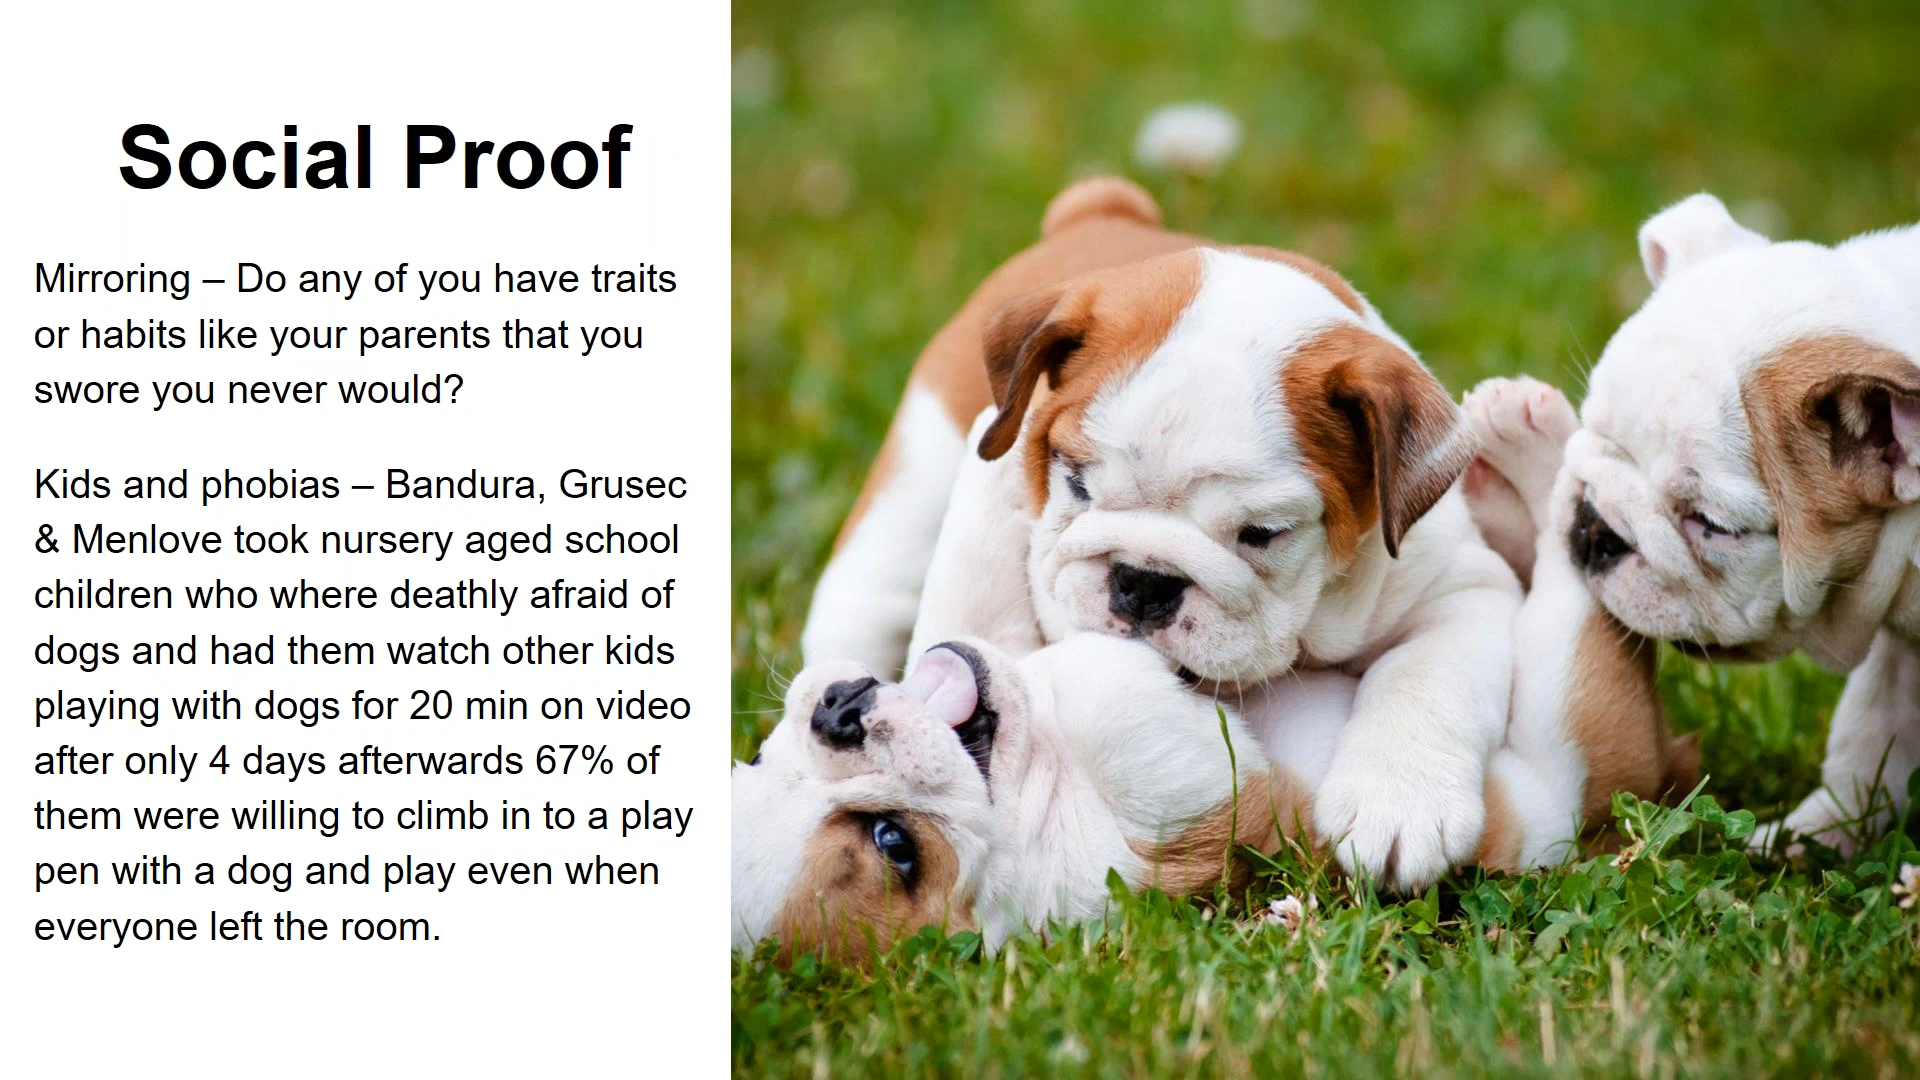 Social Proof
Mirroring – Do any of you have traits
or habits like your parents that you
swore you never would?
Kids and phobias – Bandura, Grusec
& Menlove took nursery aged school
children who where deathly afraid of
dogs and had them watch other kids
playing with dogs for 20 min on video
after only 4 days afterwards 67% of
them were willing to climb in to a play
pen with a dog and play even when
everyone left the room.